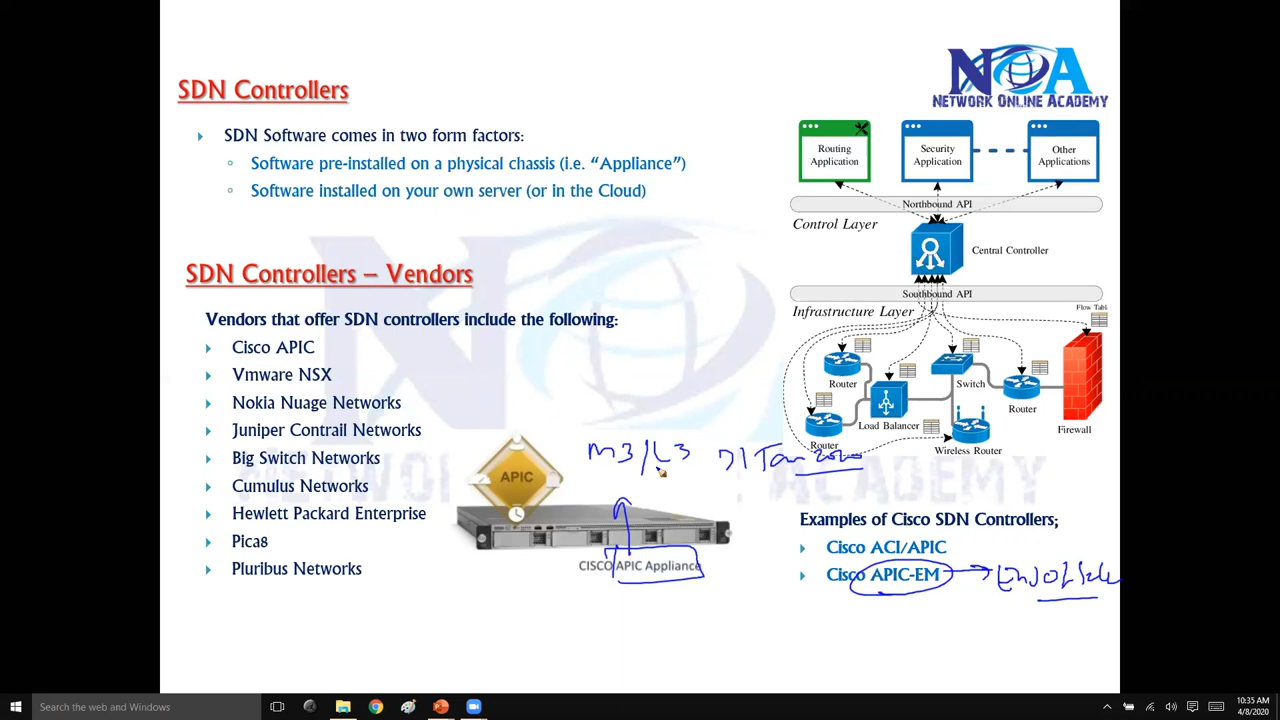 NOA
NETWORK ONLINE ACADEMY
SDN Controllers
SDN Software comes in two form factors:
Software pre-installed on a physical chassis (i.e. “Appliance”)
Software installed on your own server (or in the Cloud)
SDN Controllers – Vendors
Vendors that offer SDN controllers include the following:
Cisco APIC
Vmware NSX
Nokia Nuage Networks
Juniper Contrail Networks
Big Switch Networks
Cumulus Networks
Hewlett Packard Enterprise
Pica8
Pluribus Networks
APIC
M3/L3
CISCO APIC Appliance
Routing Application
Security Application
Other Applications
Northbound API
Control Layer
Central Controller
Southbound API
Infrastructure Layer
Flow Table
Router
Switch
Router
Load Balancer
Firewall
Router
Wireless Router
Examples of Cisco SDN Controllers;
Cisco ACI/APIC
Cisco APIC-EM
End of Sale
Search the web and Windows
10:35 AM
4/8/2020